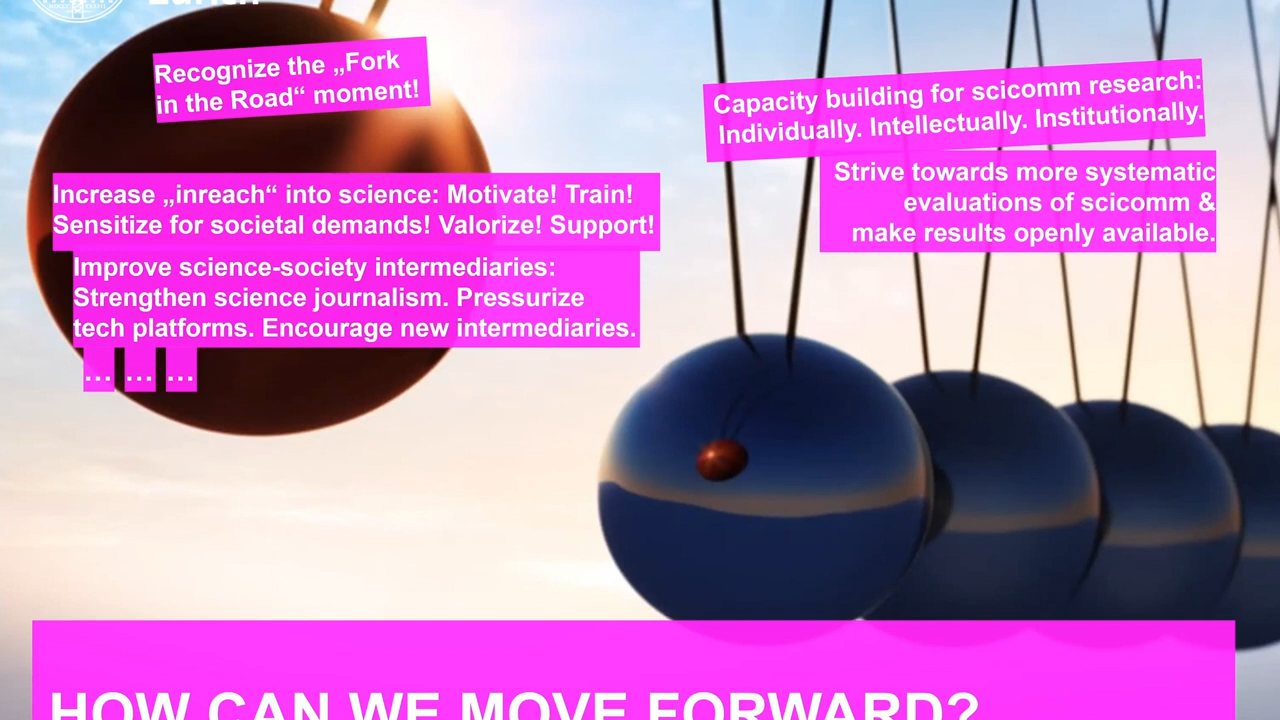 Recognize the „Fork
in the Road“ moment!
Increase „inreach“ into science: Motivate! Train!
Sensitize for societal demands! Valorize! Support!
Improve science-society intermediaries:
Strengthen science journalism. Pressurize
tech platforms. Encourage new intermediaries.
... ... ...
Capacity building for scicomm research:
Individually. Intellectually. Institutionally.
Strive towards more systematic
evaluations of scicomm &
make results openly available.
HOW CAN WE MOVE FORWARD?